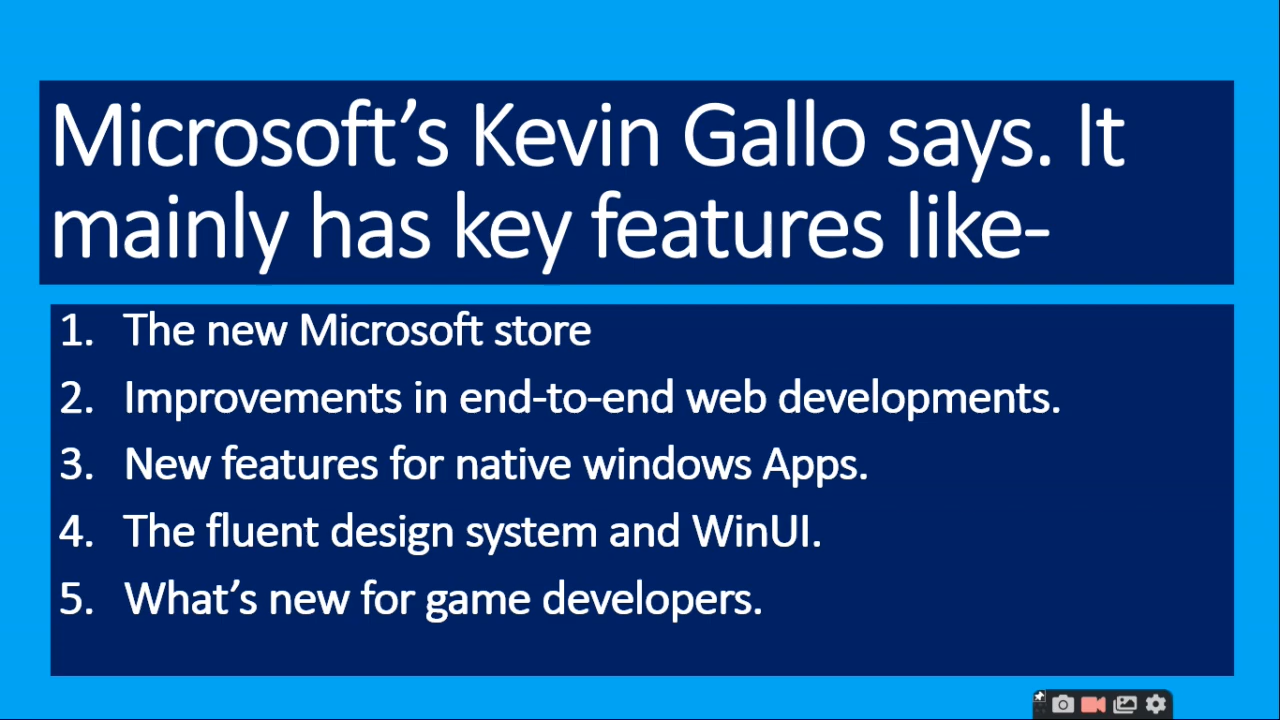 Microsoft’s Kevin Gallo says. It
mainly has key features like-
1. The new Microsoft store
2. Improvements in end-to-end web developments.
3. New features for native windows Apps.
4. The fluent design system and WinUI.
5. What’s new for game developers.